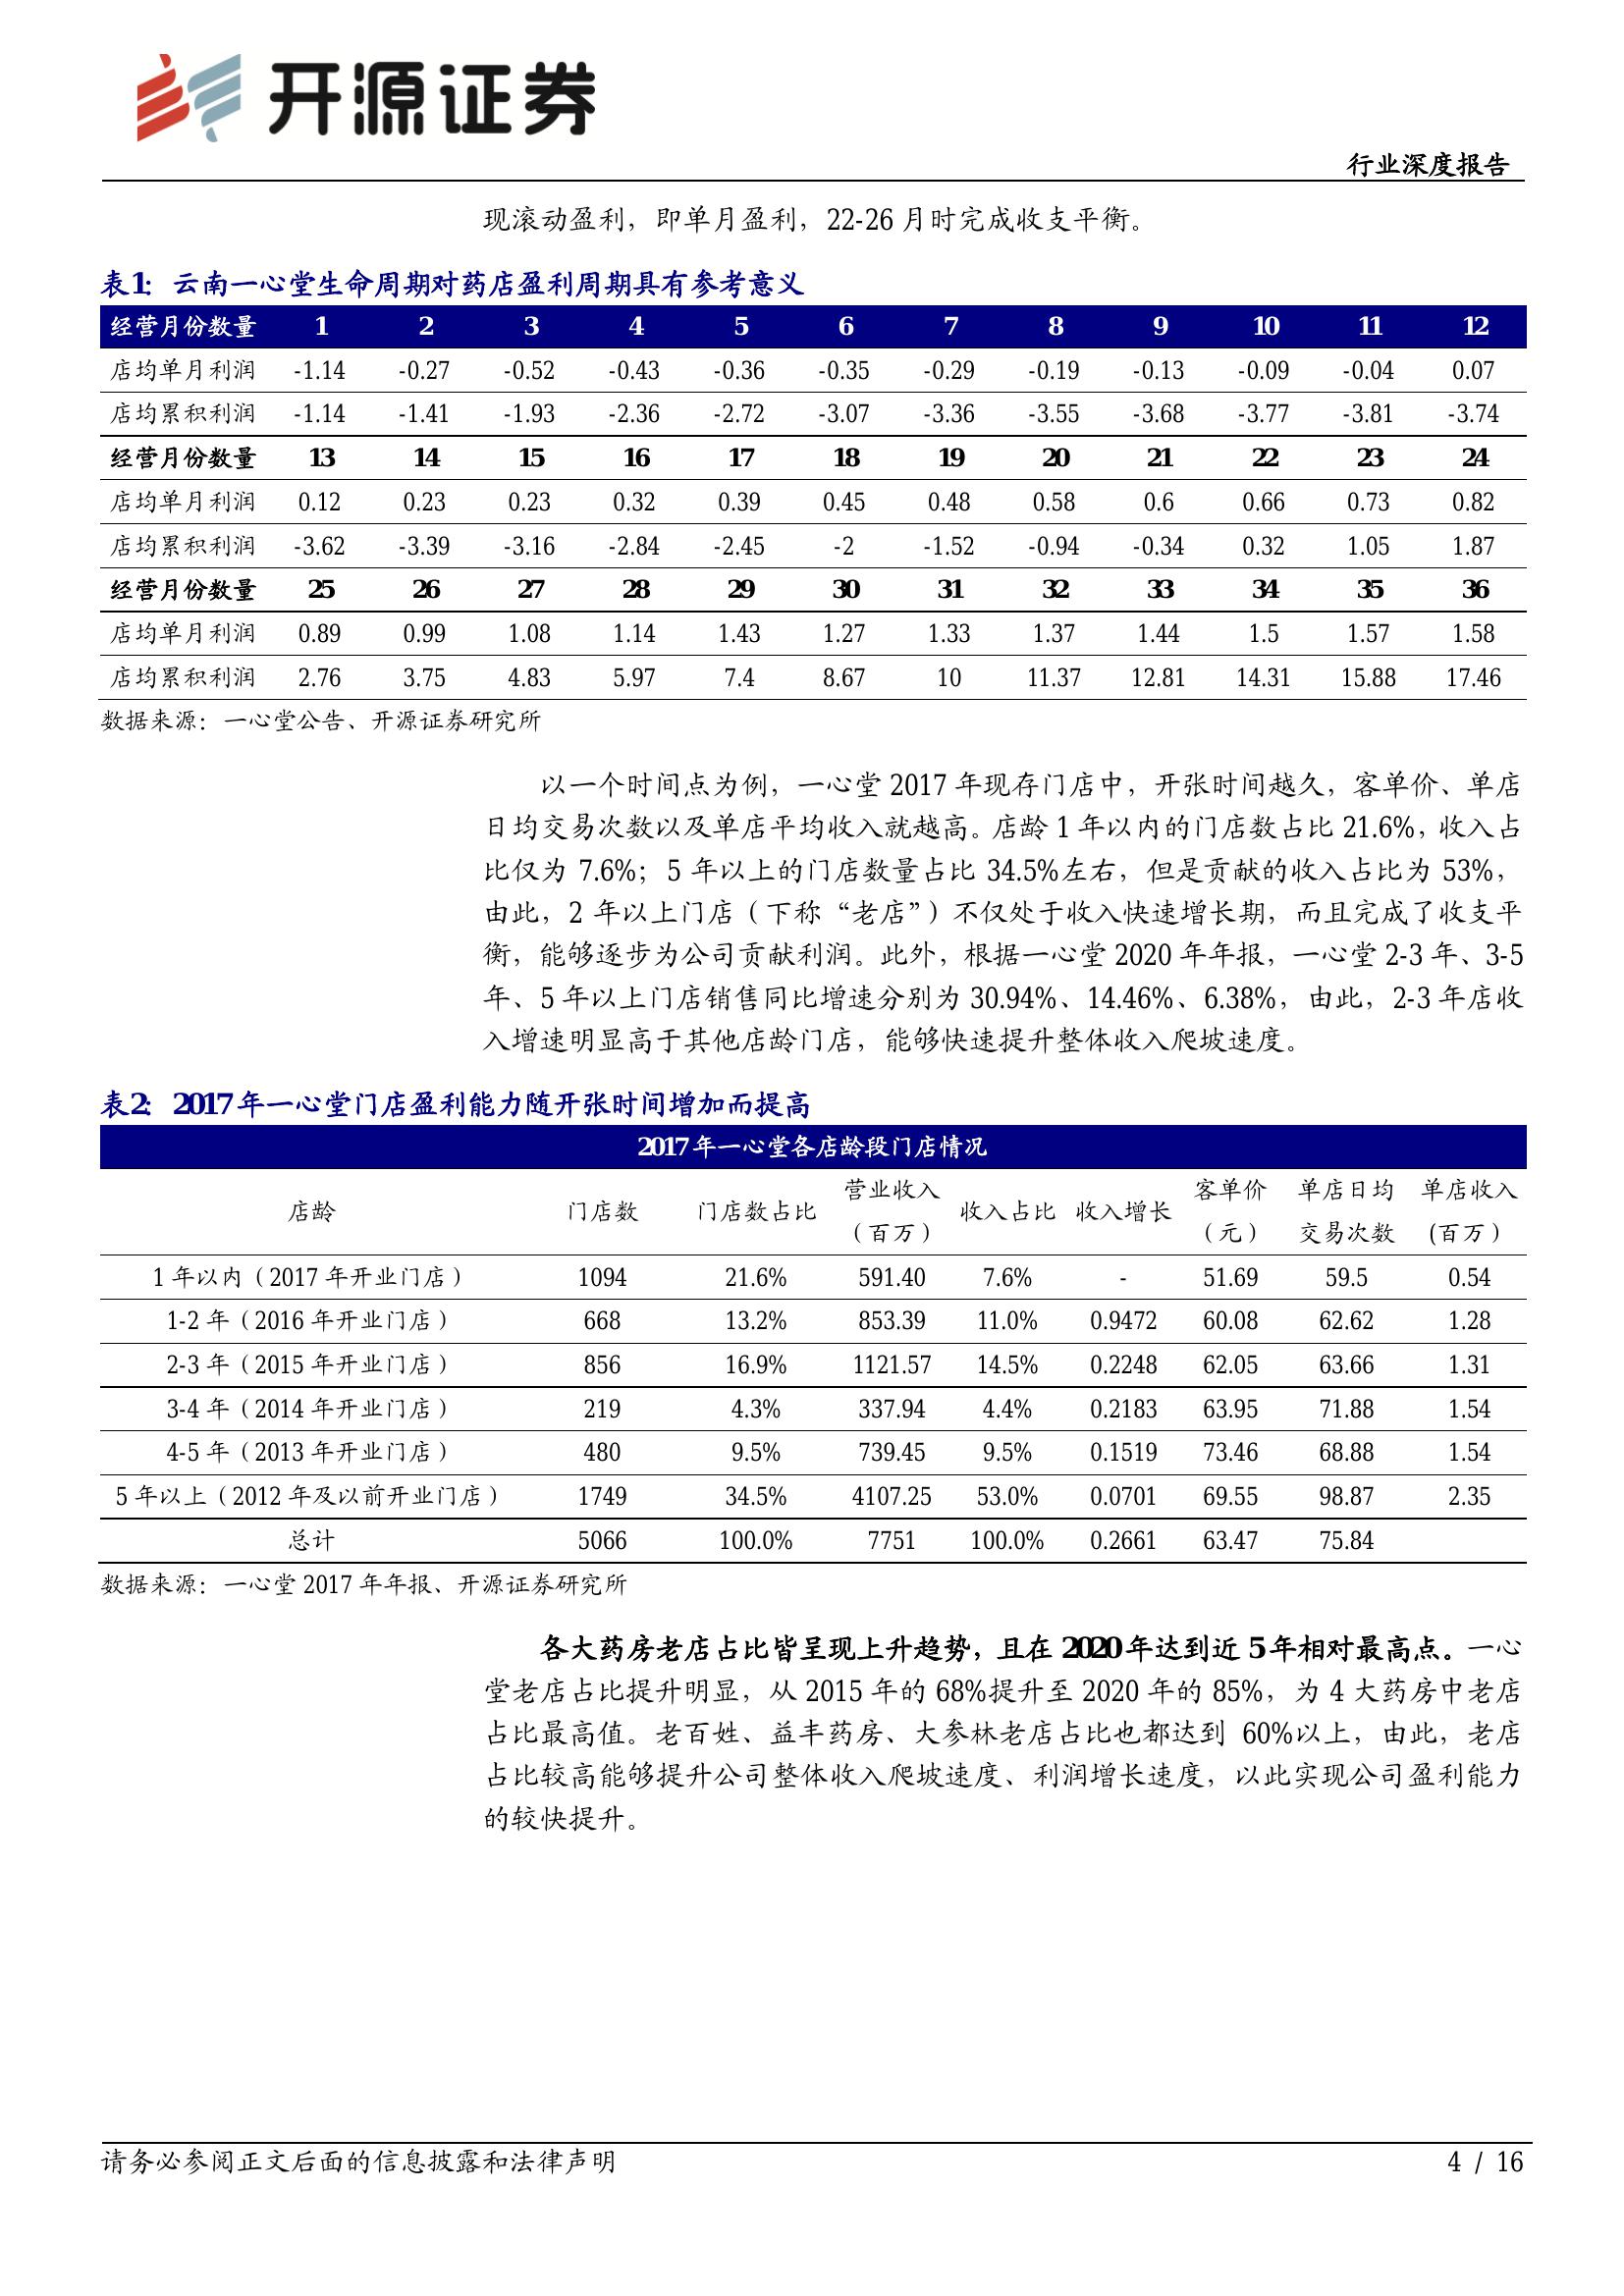 开源证券
行业深度报告
现滚动盈利，即单月盈利，22-26 月时完成收支平衡。
表1：云南一心堂生命周期对药店盈利周期具有参考意义
经营月份数量 1 2 3 4 5 6 7 8 9 10 11 12
店均单月利润 -1.14 -0.27 -0.52 -0.43 -0.36 -0.35 -0.29 -0.19 -0.13 -0.09 -0.04 0.07
店均累积利润 -1.14 -1.41 -1.93 -2.36 -2.72 -3.07 -3.36 -3.55 -3.68 -3.77 -3.81 -3.74
经营月份数量 13 14 15 16 17 18 19 20 21 22 23 24
店均单月利润 0.12 0.23 0.23 0.32 0.39 0.45 0.48 0.58 0.6 0.66 0.73 0.82
店均累积利润 -3.62 -3.39 -3.16 -2.84 -2.45 -2 -1.52 -0.94 -0.34 0.32 1.05 1.87
经营月份数量 25 26 27 28 29 30 31 32 33 34 35 36
店均单月利润 0.89 0.99 1.08 1.14 1.43 1.27 1.33 1.37 1.44 1.5 1.57 1.58
店均累积利润 2.76 3.75 4.83 5.97 7.4 8.67 10 11.37 12.81 14.31 15.88 17.46
数据来源：一心堂公告、开源证券研究所
以一个时间点为例，一心堂 2017 年现存门店中，开张时间越久，客单价、单店
日均交易次数以及单店平均收入就越高。店龄 1 年以内的门店数占比 21.6%，收入占
比仅为 7.6%；5 年以上的门店数量占比 34.5%左右，但是贡献的收入占比为 53%，
由此，2 年以上门店（下称“老店”）不仅处于收入快速增长期，而且完成了收支平
衡，能够逐步为公司贡献利润。此外，根据一心堂 2020 年年报，一心堂 2-3 年、3-5
年、5 年以上门店销售同比增速分别为 30.94%、14.46%、6.38%，由此，2-3 年店收
入增速明显高于其他店龄门店，能够快速提升整体收入爬坡速度。
表2：2017年一心堂门店盈利能力随开张时间增加而提高
2017年一心堂各店龄段门店情况
店龄 门店数 门店数占比 营业收入（百万） 收入占比 收入增长 客单价（元） 单店日均交易次数 单店收入（百万）
1 年以内（2017 年开业门店） 1094 21.6% 591.40 7.6% - 51.69 59.5 0.54
1-2 年（2016 年开业门店） 668 13.2% 853.39 11.0% 0.9472 60.08 62.62 1.28
2-3 年（2015 年开业门店） 856 16.9% 1121.57 14.5% 0.2248 62.05 63.66 1.31
3-4 年（2014 年开业门店） 219 4.3% 337.94 4.4% 0.2183 63.95 71.88 1.54
4-5 年（2013 年开业门店） 480 9.5% 739.45 9.5% 0.1519 73.46 68.88 1.54
5 年以上（2012 年及以前开业门店） 1749 34.5% 4107.25 53.0% 0.0701 69.55 98.87 2.35
总计 5066 100.0% 7751 100.0% 0.2661 63.47 75.84
数据来源：一心堂 2017 年年报、开源证券研究所
各大药房老店占比皆呈现上升趋势，且在 2020 年达到近 5 年相对最高点。一心
堂老店占比提升明显，从 2015 年的 68%提升至 2020 年的 85%，为 4 大药房中老店
占比最高值。老百姓、益丰药房、大参林老店占比也都达到 60%以上，由此，老店
占比较高能够提升公司整体收入爬坡速度、利润增长速度，以此实现公司盈利能力
的较快提升。
请务必参阅正文后面的信息披露和法律声明
4 / 16